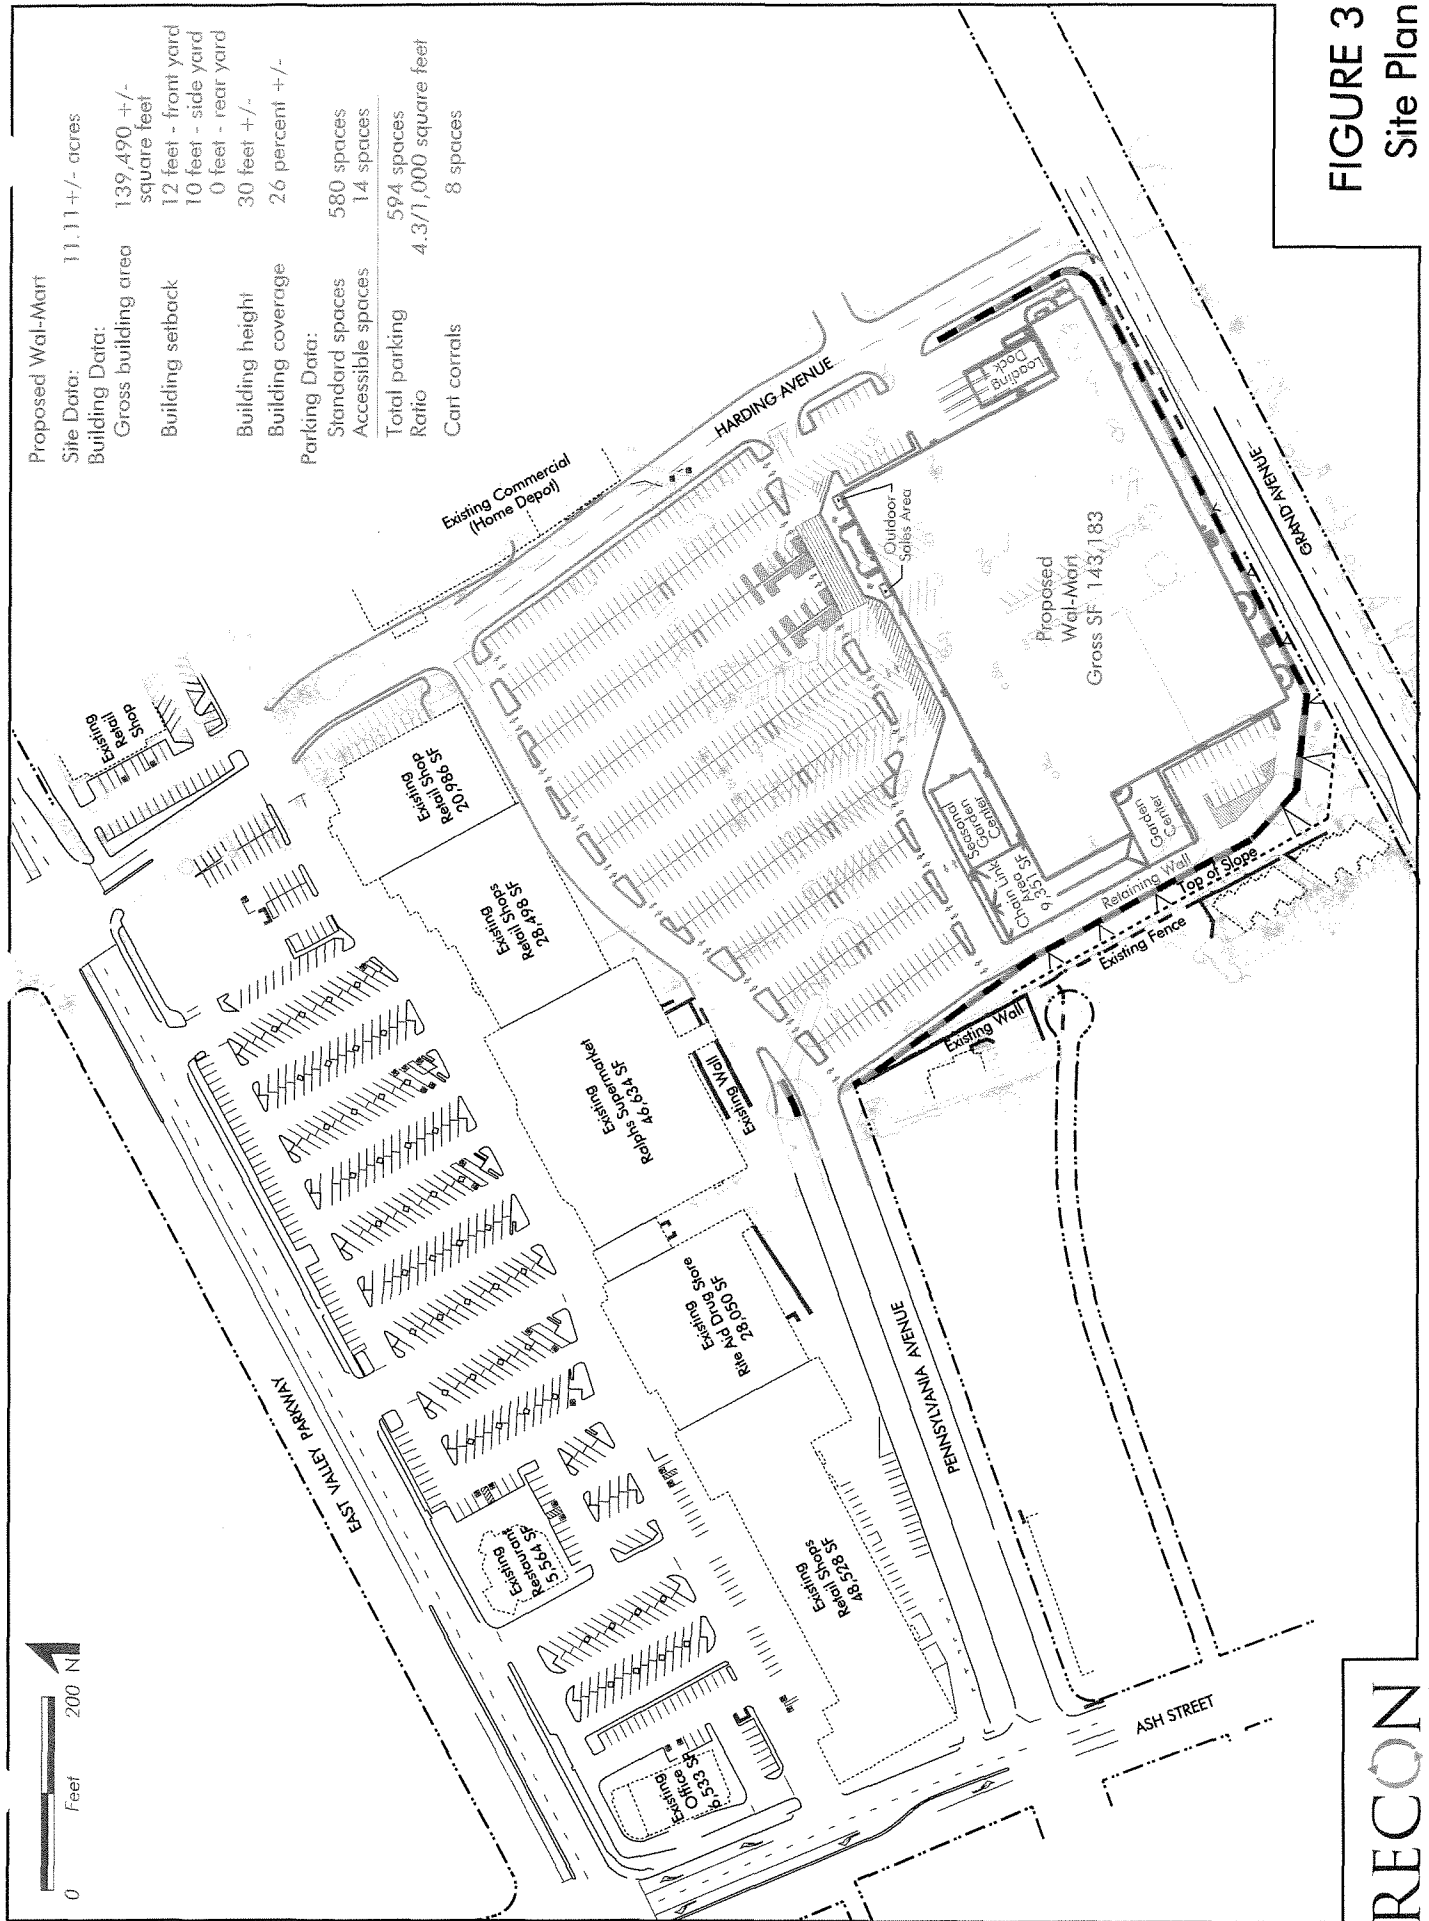 Proposed Wal-Mart
Site Data: 11.11+/- acres
Building Data:
Gross building area 139,490 +/-
square feet
Building setback 12 feet - front yard
10 feet - side yard
0 feet - rear yard
Building height 30 feet +/-
Building coverage 26 percent +/-
Parking Data:
Standard spaces 580 spaces
Accessible spaces 14 spaces
Total parking 594 spaces
Ratio 4.3/1,000 square feet
Cart corrals 8 spaces
0 Feet 200 N
EAST VALLEY PARKWAY
Existing
Retail
Shop
Existing Commercial
(Home Depot)
HARDING AVENUE
Existing
Retail Shop
20,986 SF
Existing
Retail Shops
28,498 SF
Existing
Ralphs Supermarket
46,634 SF
Existing Wall
Existing
Rite Aid Drug Store
28,050 SF
Existing
Restaurant
5,564 SF
Existing
Retail Shops
48,528 SF
Existing
Office
6,533 SF
PENNSYLVANIA AVENUE
ASH STREET
Loading
Dock
Outdoor
Sales Area
Proposed
Wal-Mart
Gross SF 143,183
Seasonal
Garden
Center
Chain Link
Area
9,351 SF
Garden
Center
Retaining Wall
Top of Slope
Existing Fence
Existing Wall
GRAND AVENUE
RECON
FIGURE 3
Site Plan